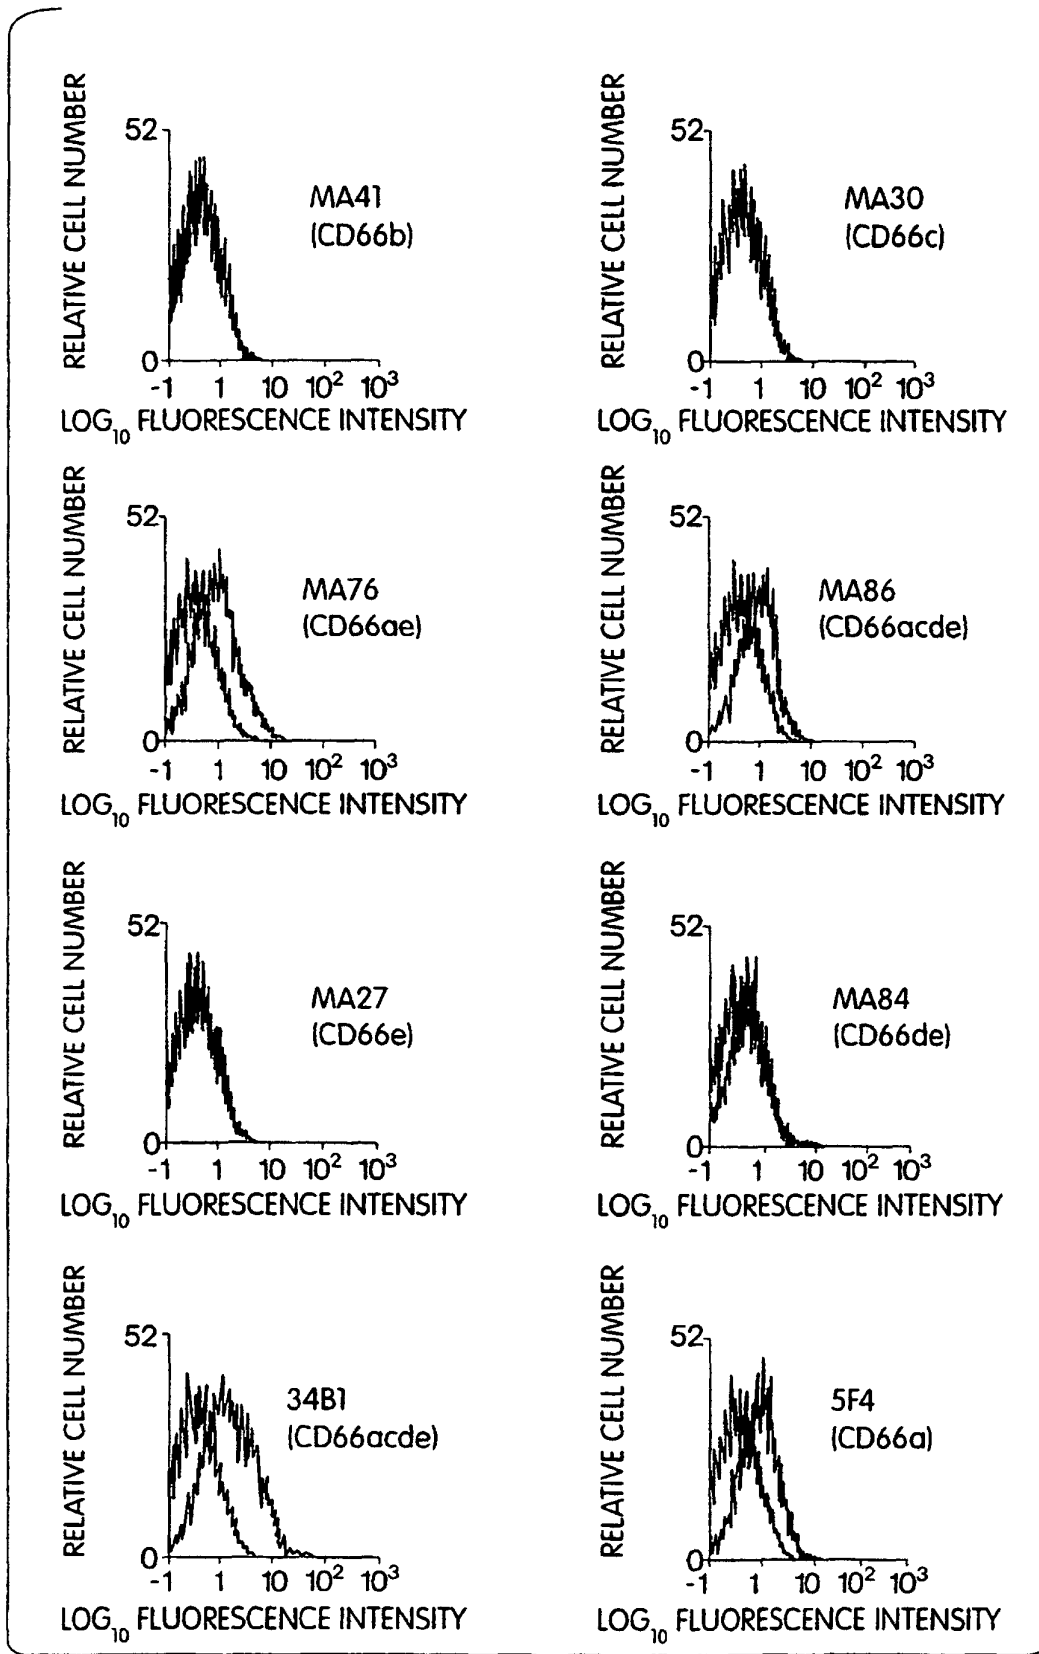 RELATIVE CELL NUMBER
52
0
MA41
(CD66b)
-1 1 10 10² 10³
LOG₁₀ FLUORESCENCE INTENSITY
RELATIVE CELL NUMBER
52
0
MA30
(CD66c)
-1 1 10 10² 10³
LOG₁₀ FLUORESCENCE INTENSITY
RELATIVE CELL NUMBER
52
0
MA76
(CD66ae)
-1 1 10 10² 10³
LOG₁₀ FLUORESCENCE INTENSITY
RELATIVE CELL NUMBER
52
0
MA86
(CD66acde)
-1 1 10 10² 10³
LOG₁₀ FLUORESCENCE INTENSITY
RELATIVE CELL NUMBER
52
0
MA27
(CD66e)
-1 1 10 10² 10³
LOG₁₀ FLUORESCENCE INTENSITY
RELATIVE CELL NUMBER
52
0
MA84
(CD66de)
-1 1 10 10² 10³
LOG₁₀ FLUORESCENCE INTENSITY
RELATIVE CELL NUMBER
52
0
34B1
(CD66acde)
-1 1 10 10² 10³
LOG₁₀ FLUORESCENCE INTENSITY
RELATIVE CELL NUMBER
52
0
5F4
(CD66a)
-1 1 10 10² 10³
LOG₁₀ FLUORESCENCE INTENSITY